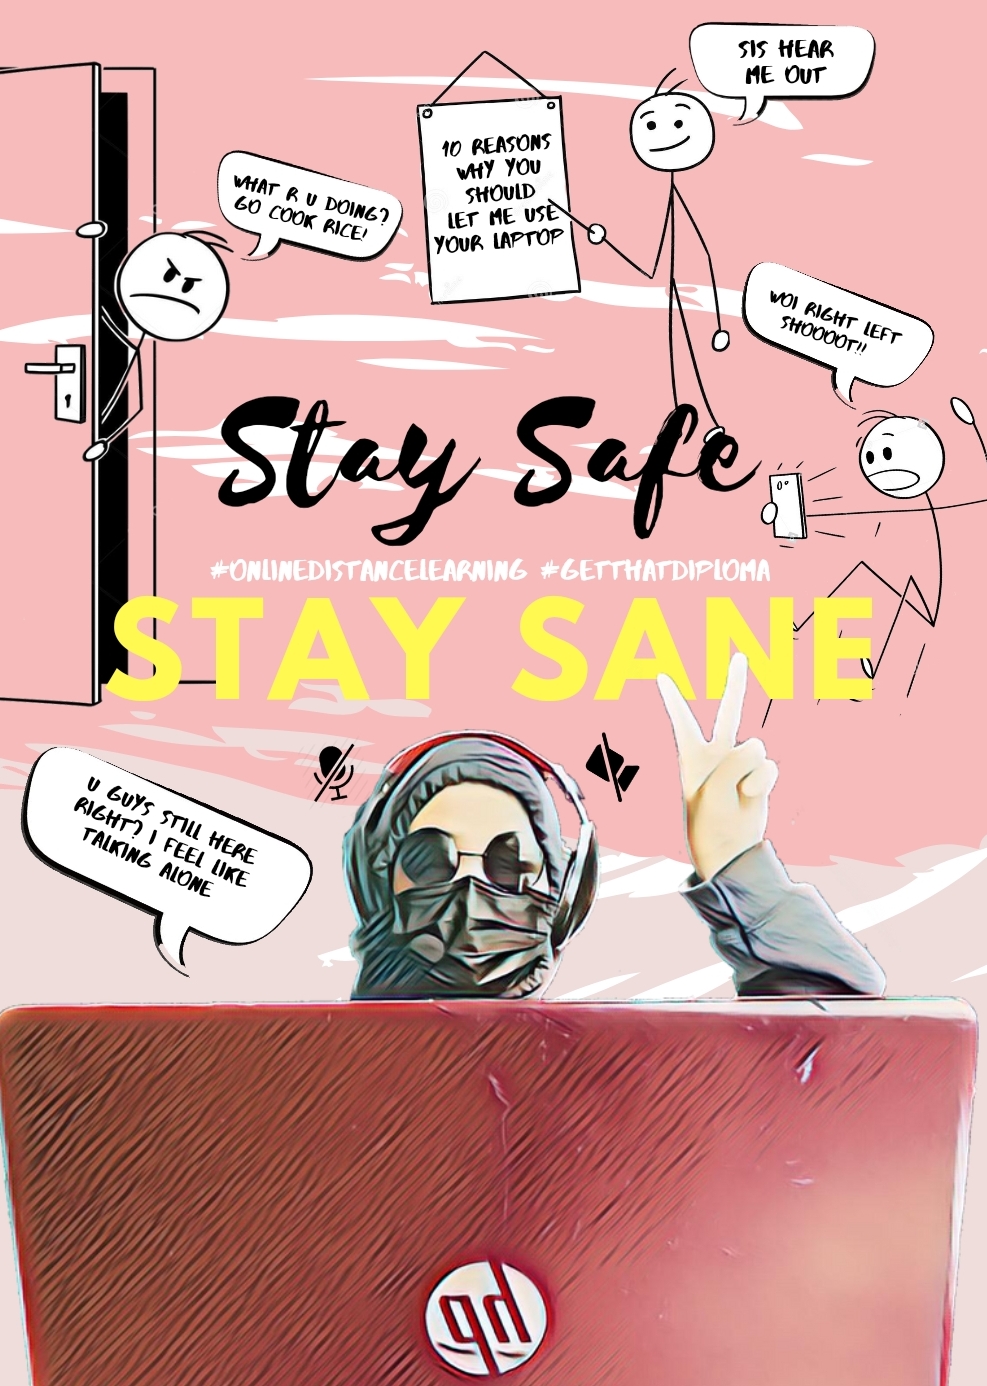 SIS HEAR
ME OUT
10 REASONS
WHY YOU
SHOULD
LET ME USE
YOUR LAPTOP
WHAT R U DOING?
GO COOK RICE!
WOI RIGHT LEFT
SHOOOOT!!
Stay Safe
#ONLINEDISTANCELEARNING #GETTHATDIPLOMA
STAY SANE
U GUYS STILL HERE
RIGHT? I FEEL LIKE
TALKING ALONE